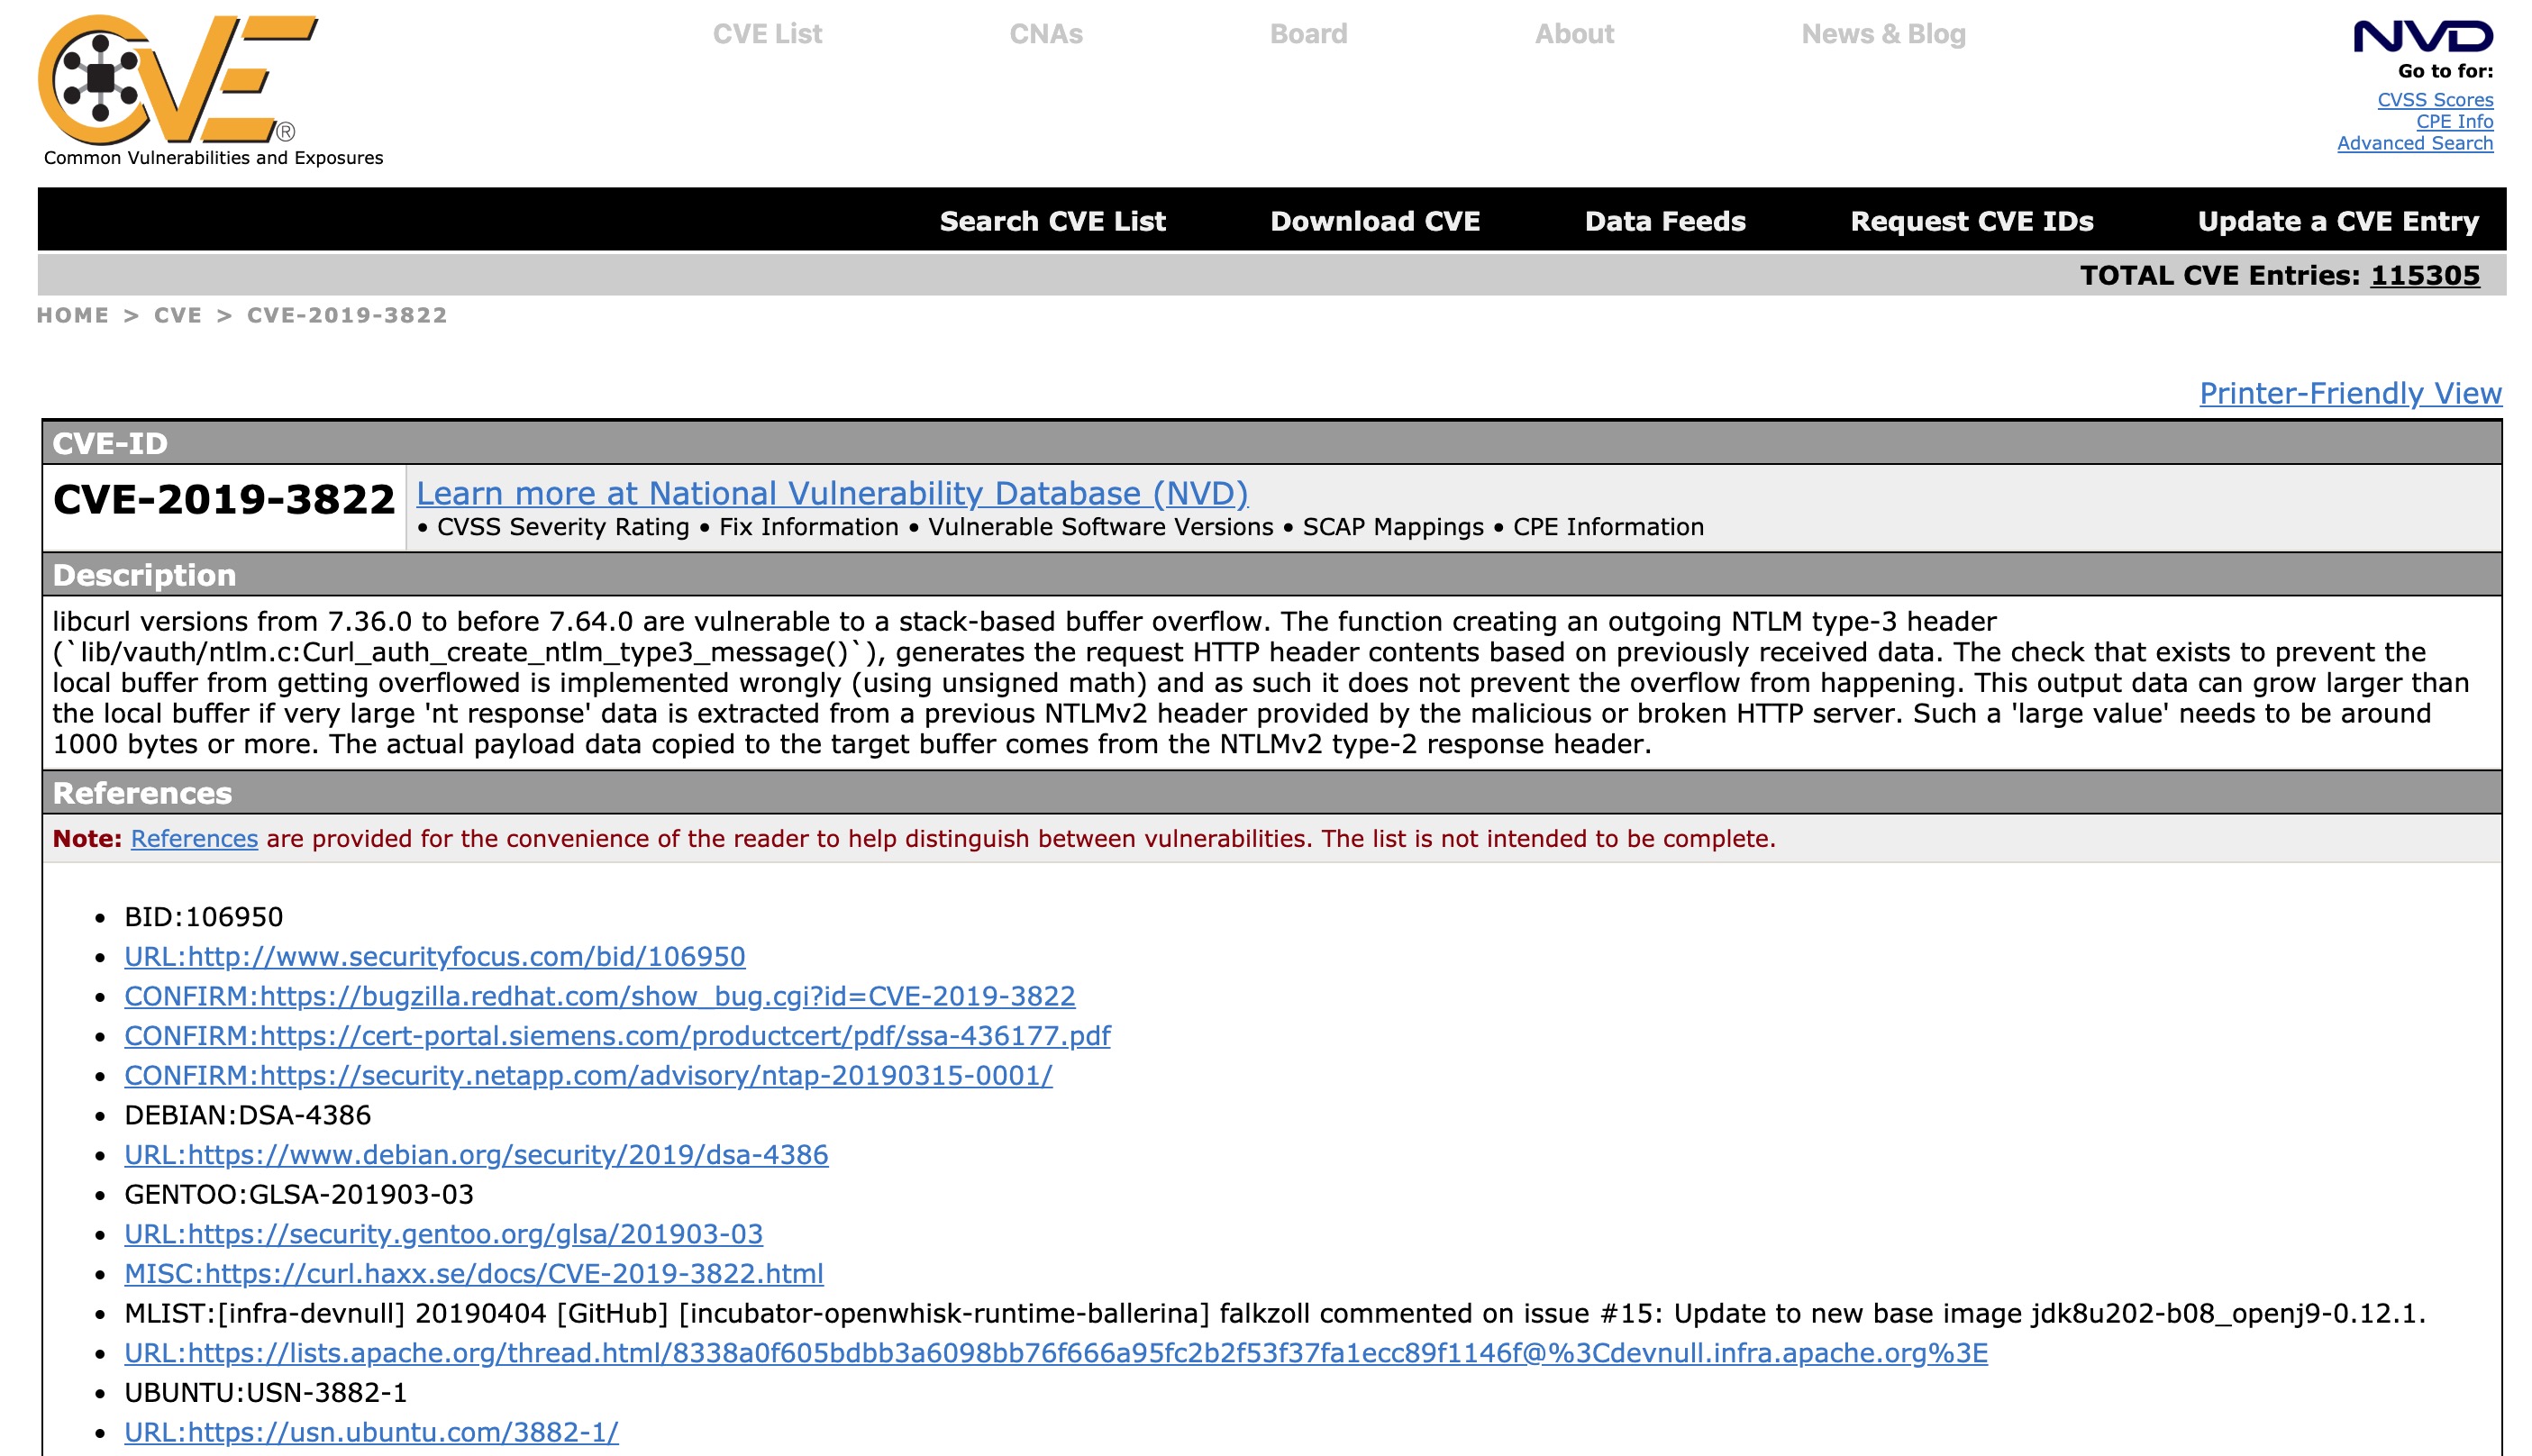 CVE®
Common Vulnerabilities and Exposures
CVE List
CNAs
Board
About
News & Blog
NVD
Go to for:
CVSS Scores
CPE Info
Advanced Search
Search CVE List
Download CVE
Data Feeds
Request CVE IDs
Update a CVE Entry
TOTAL CVE Entries: 115305
HOME > CVE > CVE-2019-3822
Printer-Friendly View
CVE-ID
CVE-2019-3822
Learn more at National Vulnerability Database (NVD)
• CVSS Severity Rating • Fix Information • Vulnerable Software Versions • SCAP Mappings • CPE Information
Description
libcurl versions from 7.36.0 to before 7.64.0 are vulnerable to a stack-based buffer overflow. The function creating an outgoing NTLM type-3 header
(`lib/vauth/ntlm.c:Curl_auth_create_ntlm_type3_message()`), generates the request HTTP header contents based on previously received data. The check that exists to prevent the
local buffer from getting overflowed is implemented wrongly (using unsigned math) and as such it does not prevent the overflow from happening. This output data can grow larger than
the local buffer if very large 'nt response' data is extracted from a previous NTLMv2 header provided by the malicious or broken HTTP server. Such a 'large value' needs to be around
1000 bytes or more. The actual payload data copied to the target buffer comes from the NTLMv2 type-2 response header.
References
Note: References are provided for the convenience of the reader to help distinguish between vulnerabilities. The list is not intended to be complete.
• BID:106950
• URL:http://www.securityfocus.com/bid/106950
• CONFIRM:https://bugzilla.redhat.com/show_bug.cgi?id=CVE-2019-3822
• CONFIRM:https://cert-portal.siemens.com/productcert/pdf/ssa-436177.pdf
• CONFIRM:https://security.netapp.com/advisory/ntap-20190315-0001/
• DEBIAN:DSA-4386
• URL:https://www.debian.org/security/2019/dsa-4386
• GENTOO:GLSA-201903-03
• URL:https://security.gentoo.org/glsa/201903-03
• MISC:https://curl.haxx.se/docs/CVE-2019-3822.html
• MLIST:[infra-devnull] 20190404 [GitHub] [incubator-openwhisk-runtime-ballerina] falkzoll commented on issue #15: Update to new base image jdk8u202-b08_openj9-0.12.1.
• URL:https://lists.apache.org/thread.html/8338a0f605bdbb3a6098bb76f666a95fc2b2f53f37fa1ecc89f1146f@%3Cdevnull.infra.apache.org%3E
• UBUNTU:USN-3882-1
• URL:https://usn.ubuntu.com/3882-1/